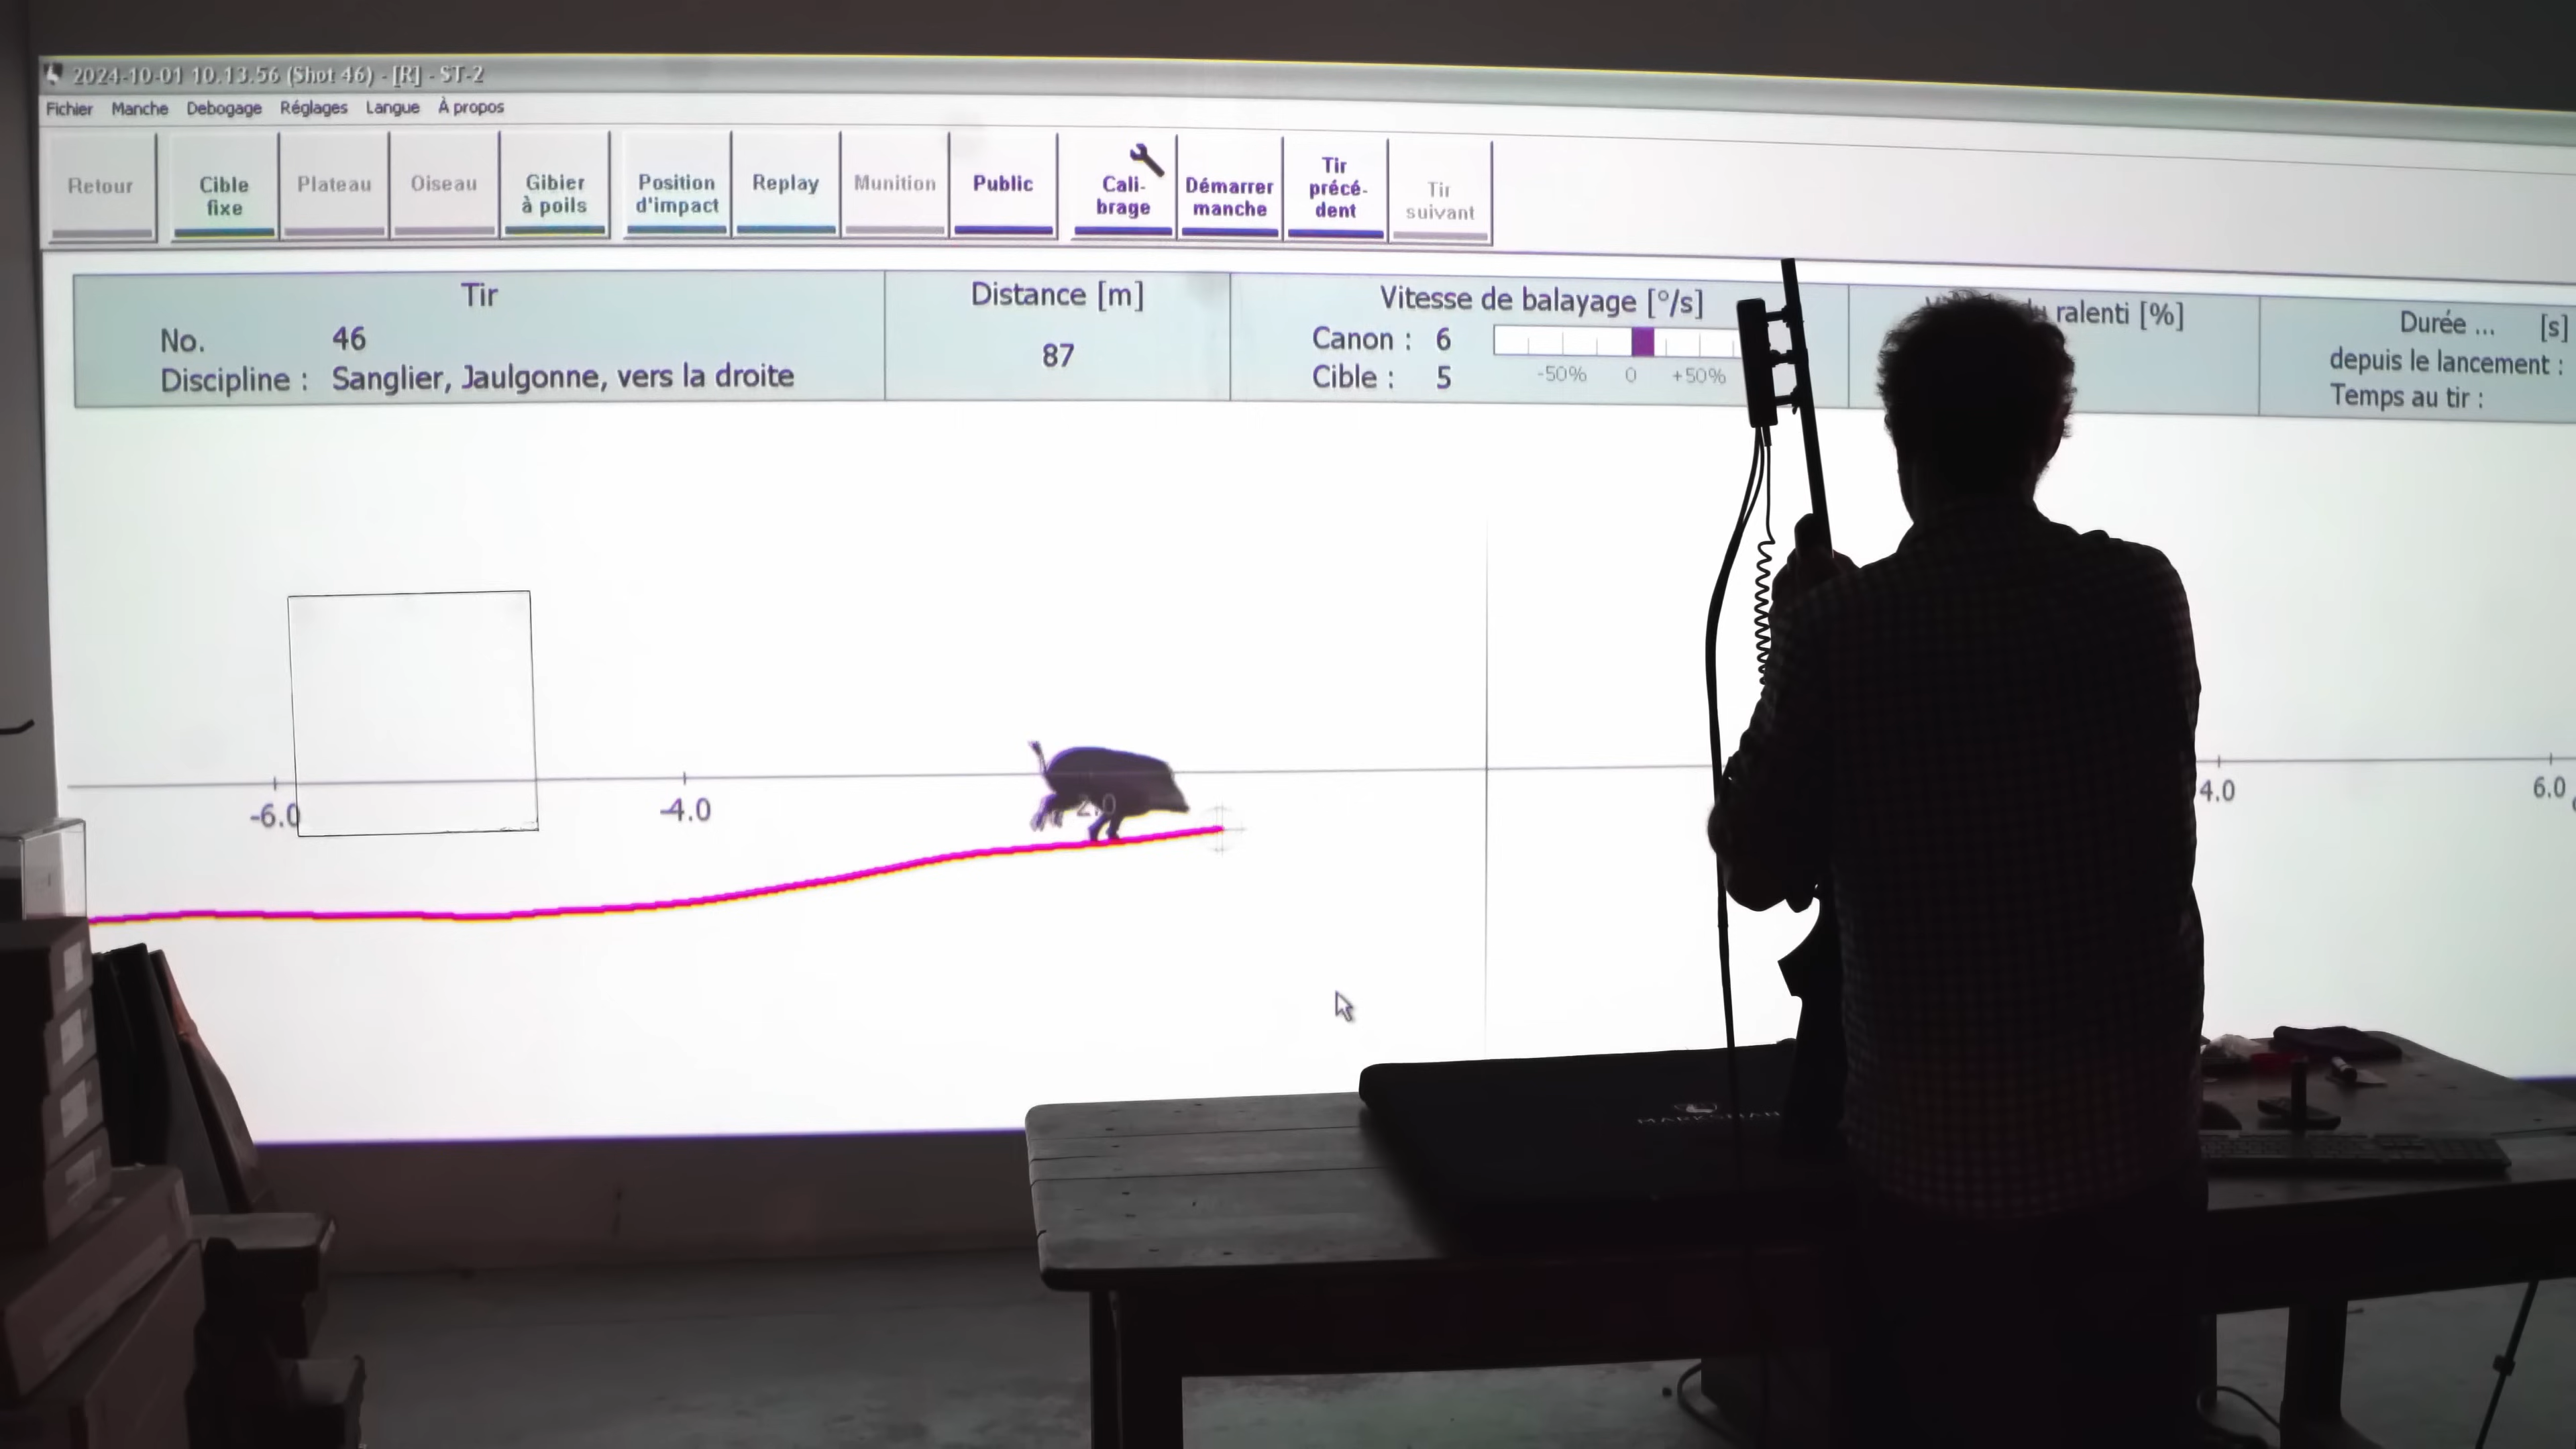 2024-10-01 10.13.56 (Shot 46) - [R] - ST-2
Fichier Manche Debogage Réglages Langue À propos
Retour
Cible
fixe
Plateau
Oiseau
Gibier
à poils
Position
d'impact
Replay
Munition
Public
Cali-
brage
Démarrer
manche
Tir
précé-
dent
Tir
suivant
Tir
No. 46
Discipline : Sanglier, Jaulgonne, vers la droite
Distance [m]
87
Vitesse de balayage [°/s]
Canon : 6
Cible : 5
-50% 0 +50%
ralenti [%]
Durée ... [s]
depuis le lancement :
Temps au tir :
-6.0 -4.0 2.0 4.0 6.0